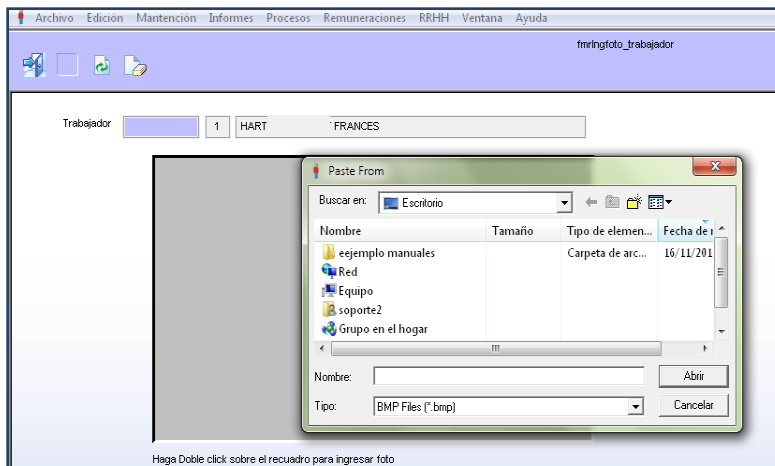 Archivo Edición Mantención Informes Procesos Remuneraciones RRHH Ventana Ayuda
fmrIngfoto_trabajador
Trabajador 1 HART FRANCES
Paste From
Buscar en: Escritorio
Nombre Tamaño Tipo de elemen... Fecha de r
eejemplo manuales Carpeta de arc... 16/11/201
Red
Equipo
soporte2
Grupo en el hogar
Nombre: Abrir
Tipo: BMP Files (*.bmp) Cancelar
Haga Doble click sobre el recuadro para ingresar foto